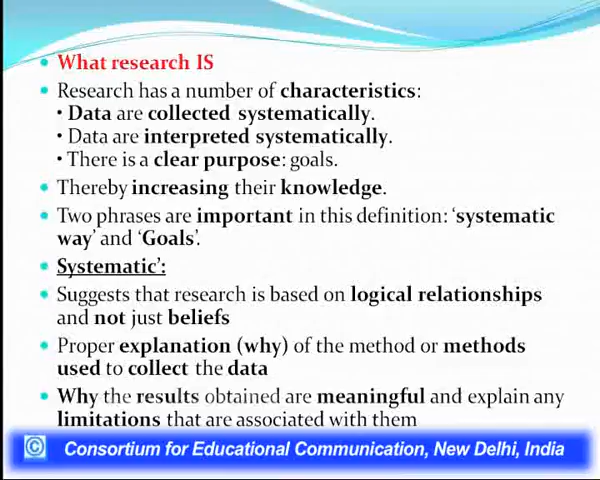 • What research IS
• Research has a number of characteristics:
• Data are collected systematically.
• Data are interpreted systematically.
• There is a clear purpose: goals.
• Thereby increasing their knowledge.
• Two phrases are important in this definition: ‘systematic
way’ and ‘Goals’.
• Systematic’:
• Suggests that research is based on logical relationships
and not just beliefs
• Proper explanation (why) of the method or methods
used to collect the data
• Why the results obtained are meaningful and explain any
limitations that are associated with them
© Consortium for Educational Communication, New Delhi, India